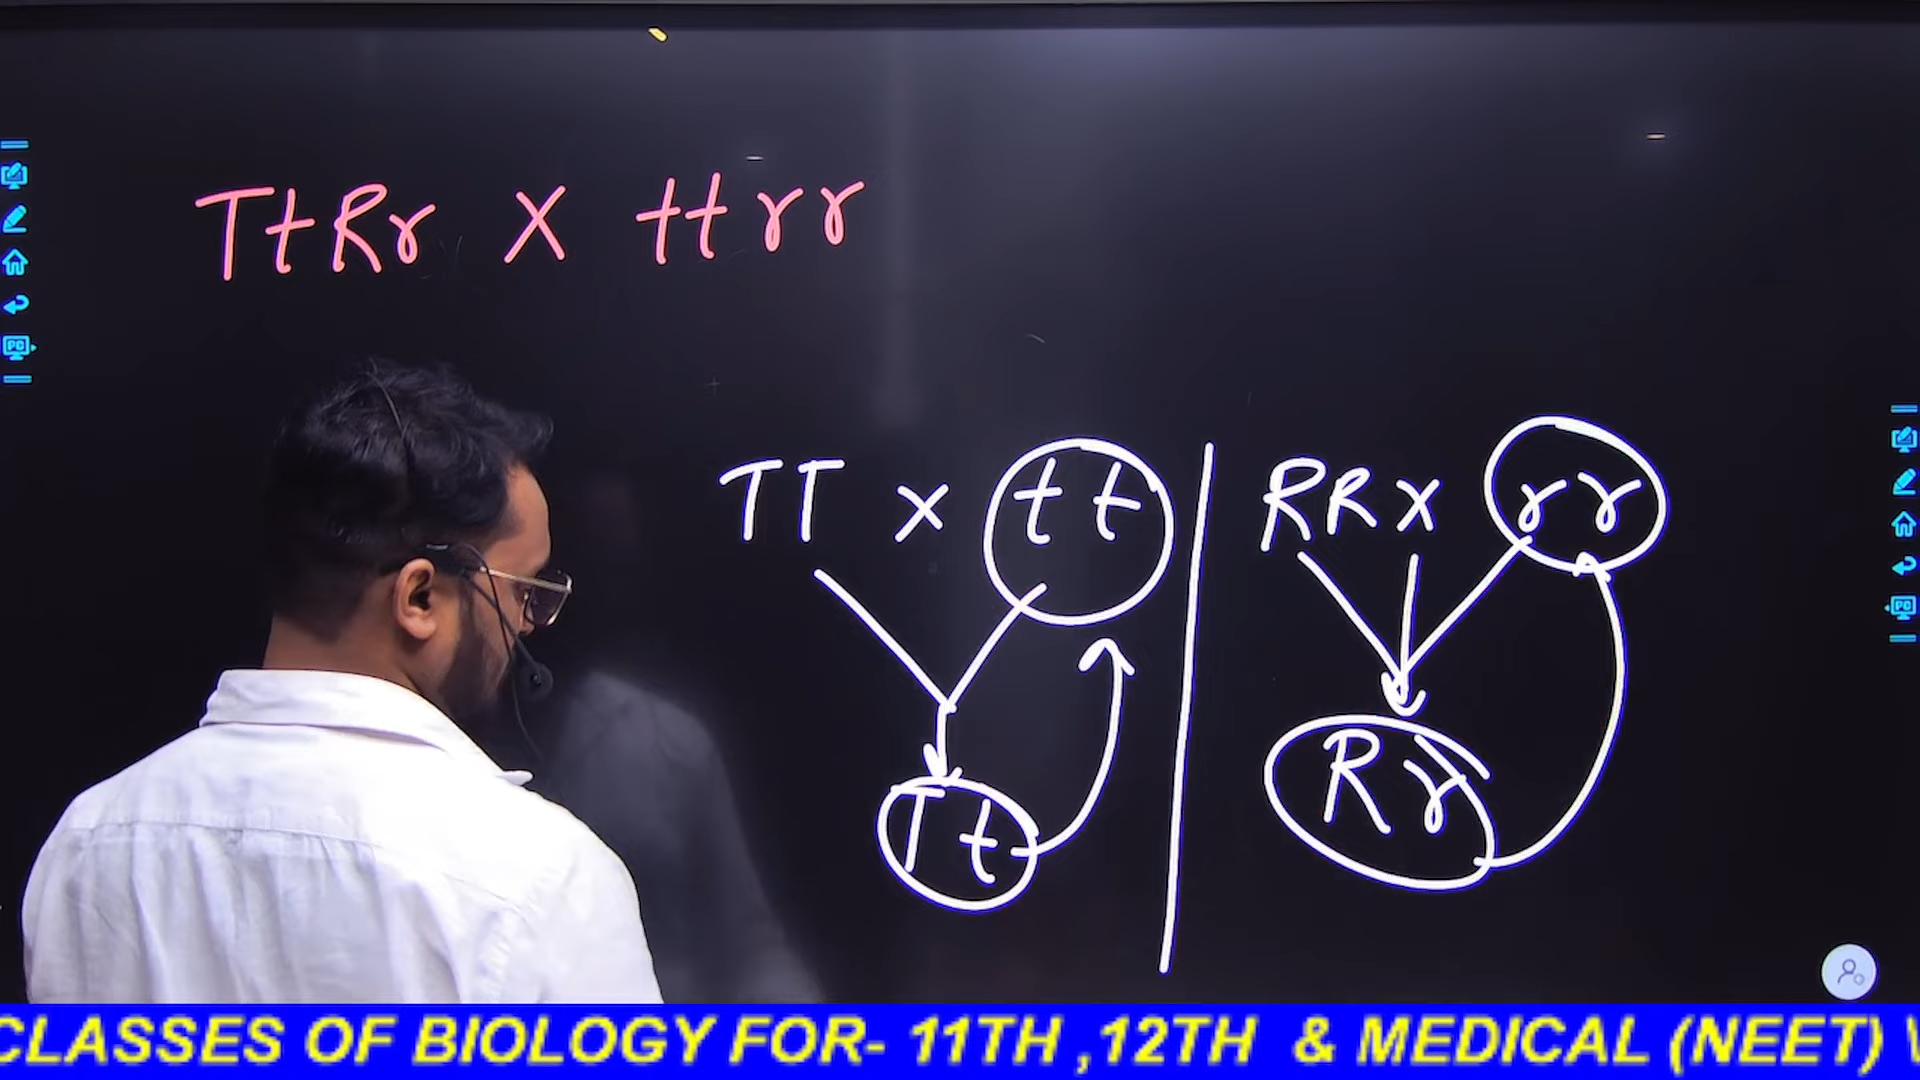 TtRr X ttrr
TT x tt
RR x rr
Tt
Rr
CLASSES OF BIOLOGY FOR- 11TH ,12TH & MEDICAL (NEET)